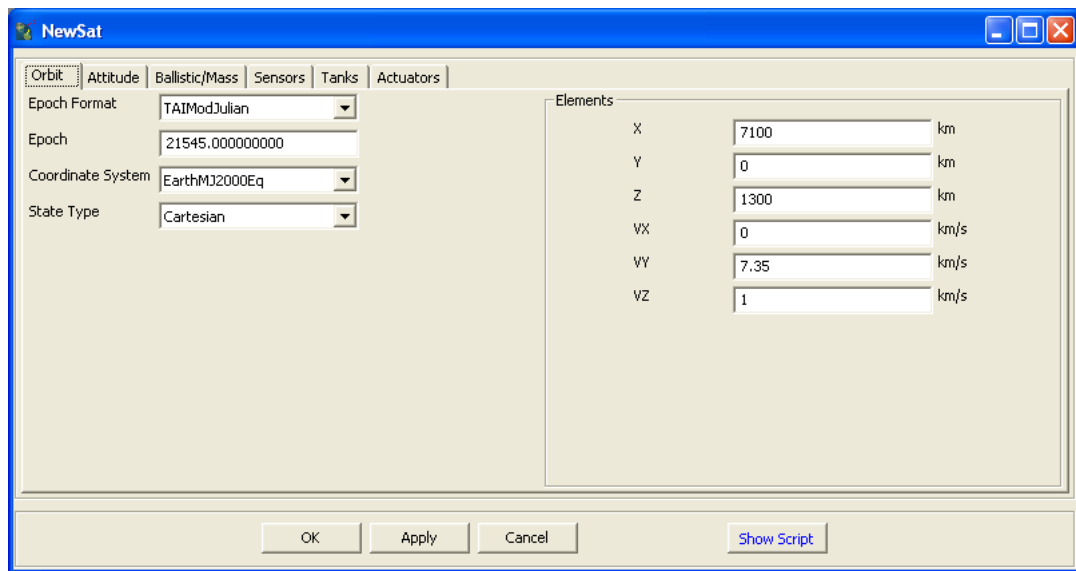 NewSat
Orbit Attitude Ballistic/Mass Sensors Tanks Actuators
Epoch Format TAIModJulian
Epoch 21545.000000000
Coordinate System EarthMJ2000Eq
State Type Cartesian
Elements
X 7100 km
Y 0 km
Z 1300 km
VX 0 km/s
VY 7.35 km/s
VZ 1 km/s
OK Apply Cancel Show Script